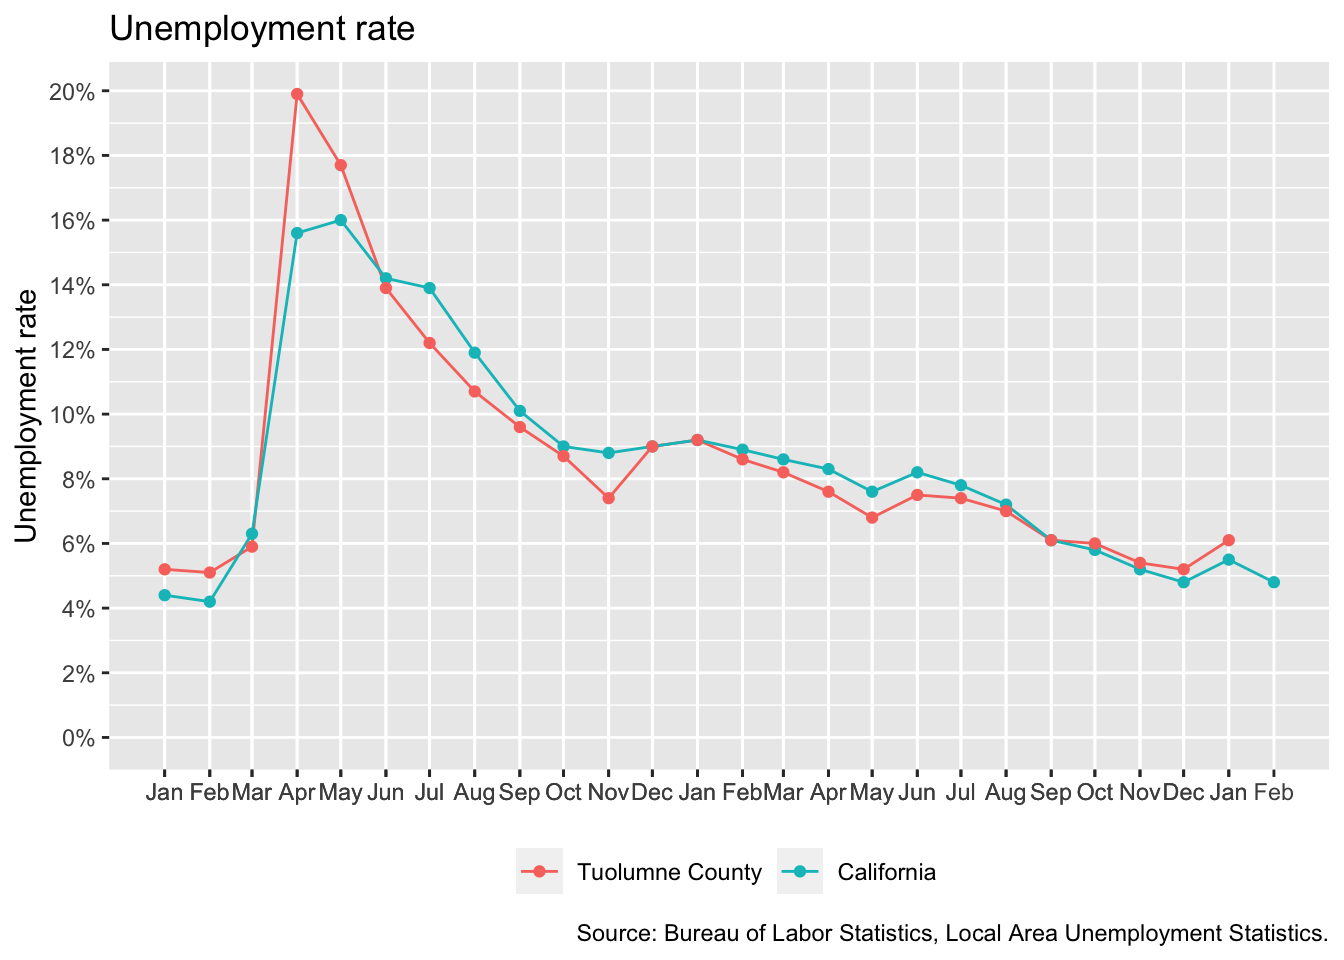 Unemployment rate
Unemployment rate
20%
18%
16%
14%
12%
10%
8%
6%
4%
2%
0%
Jan Feb Mar Apr May Jun Jul Aug Sep Oct Nov Dec Jan Feb Mar Apr May Jun Jul Aug Sep Oct Nov Dec Jan Feb
Tuolumne County California
Source: Bureau of Labor Statistics, Local Area Unemployment Statistics.